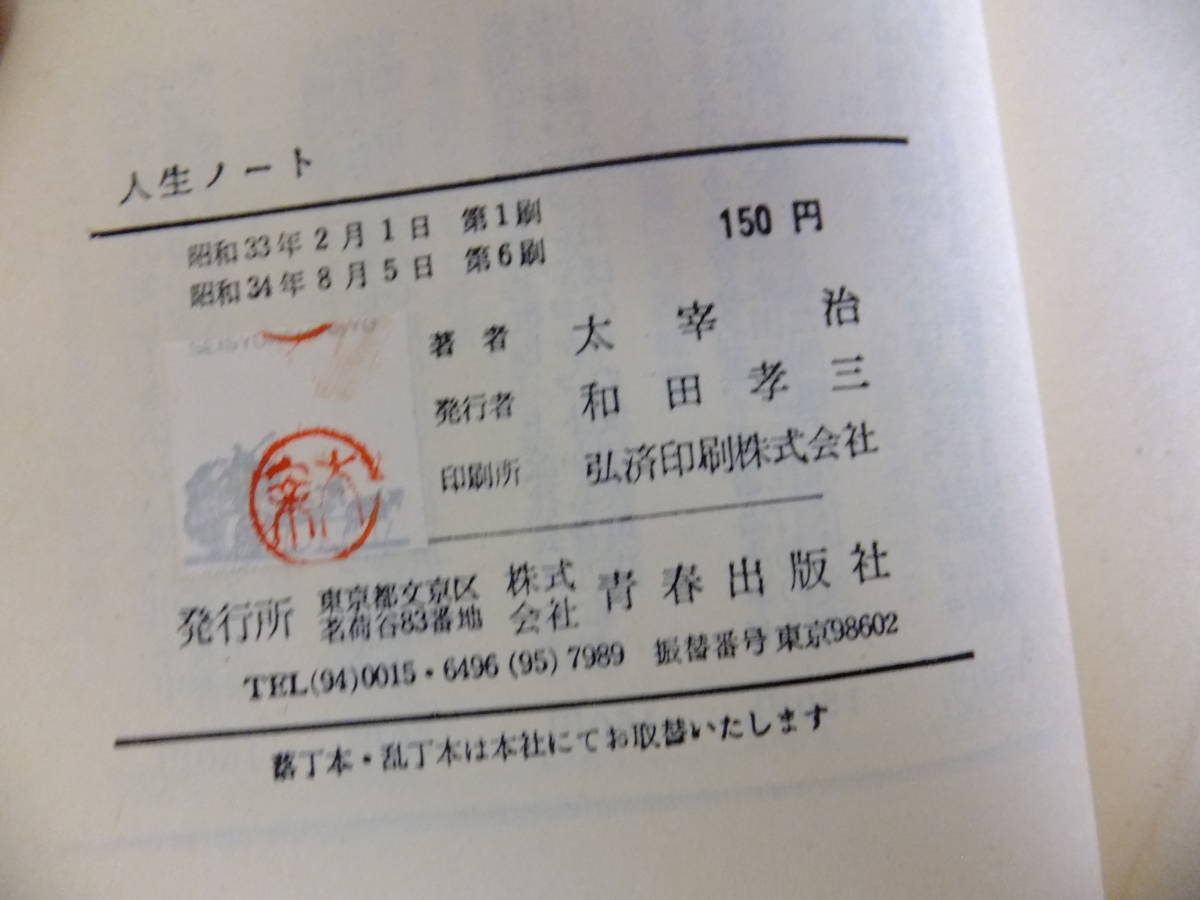 人生ノート
昭和33年2月1日 第1刷
昭和34年8月5日 第6刷
150円
著者 太宰治
発行者 和田孝三
印刷所 弘済印刷株式会社
太宰
発行所 東京都文京区茗荷谷83番地 株式会社 青春出版社
TEL(94)0015・6496(95)7989 振替番号東京98602
落丁本・乱丁本は本社にてお取替いたします